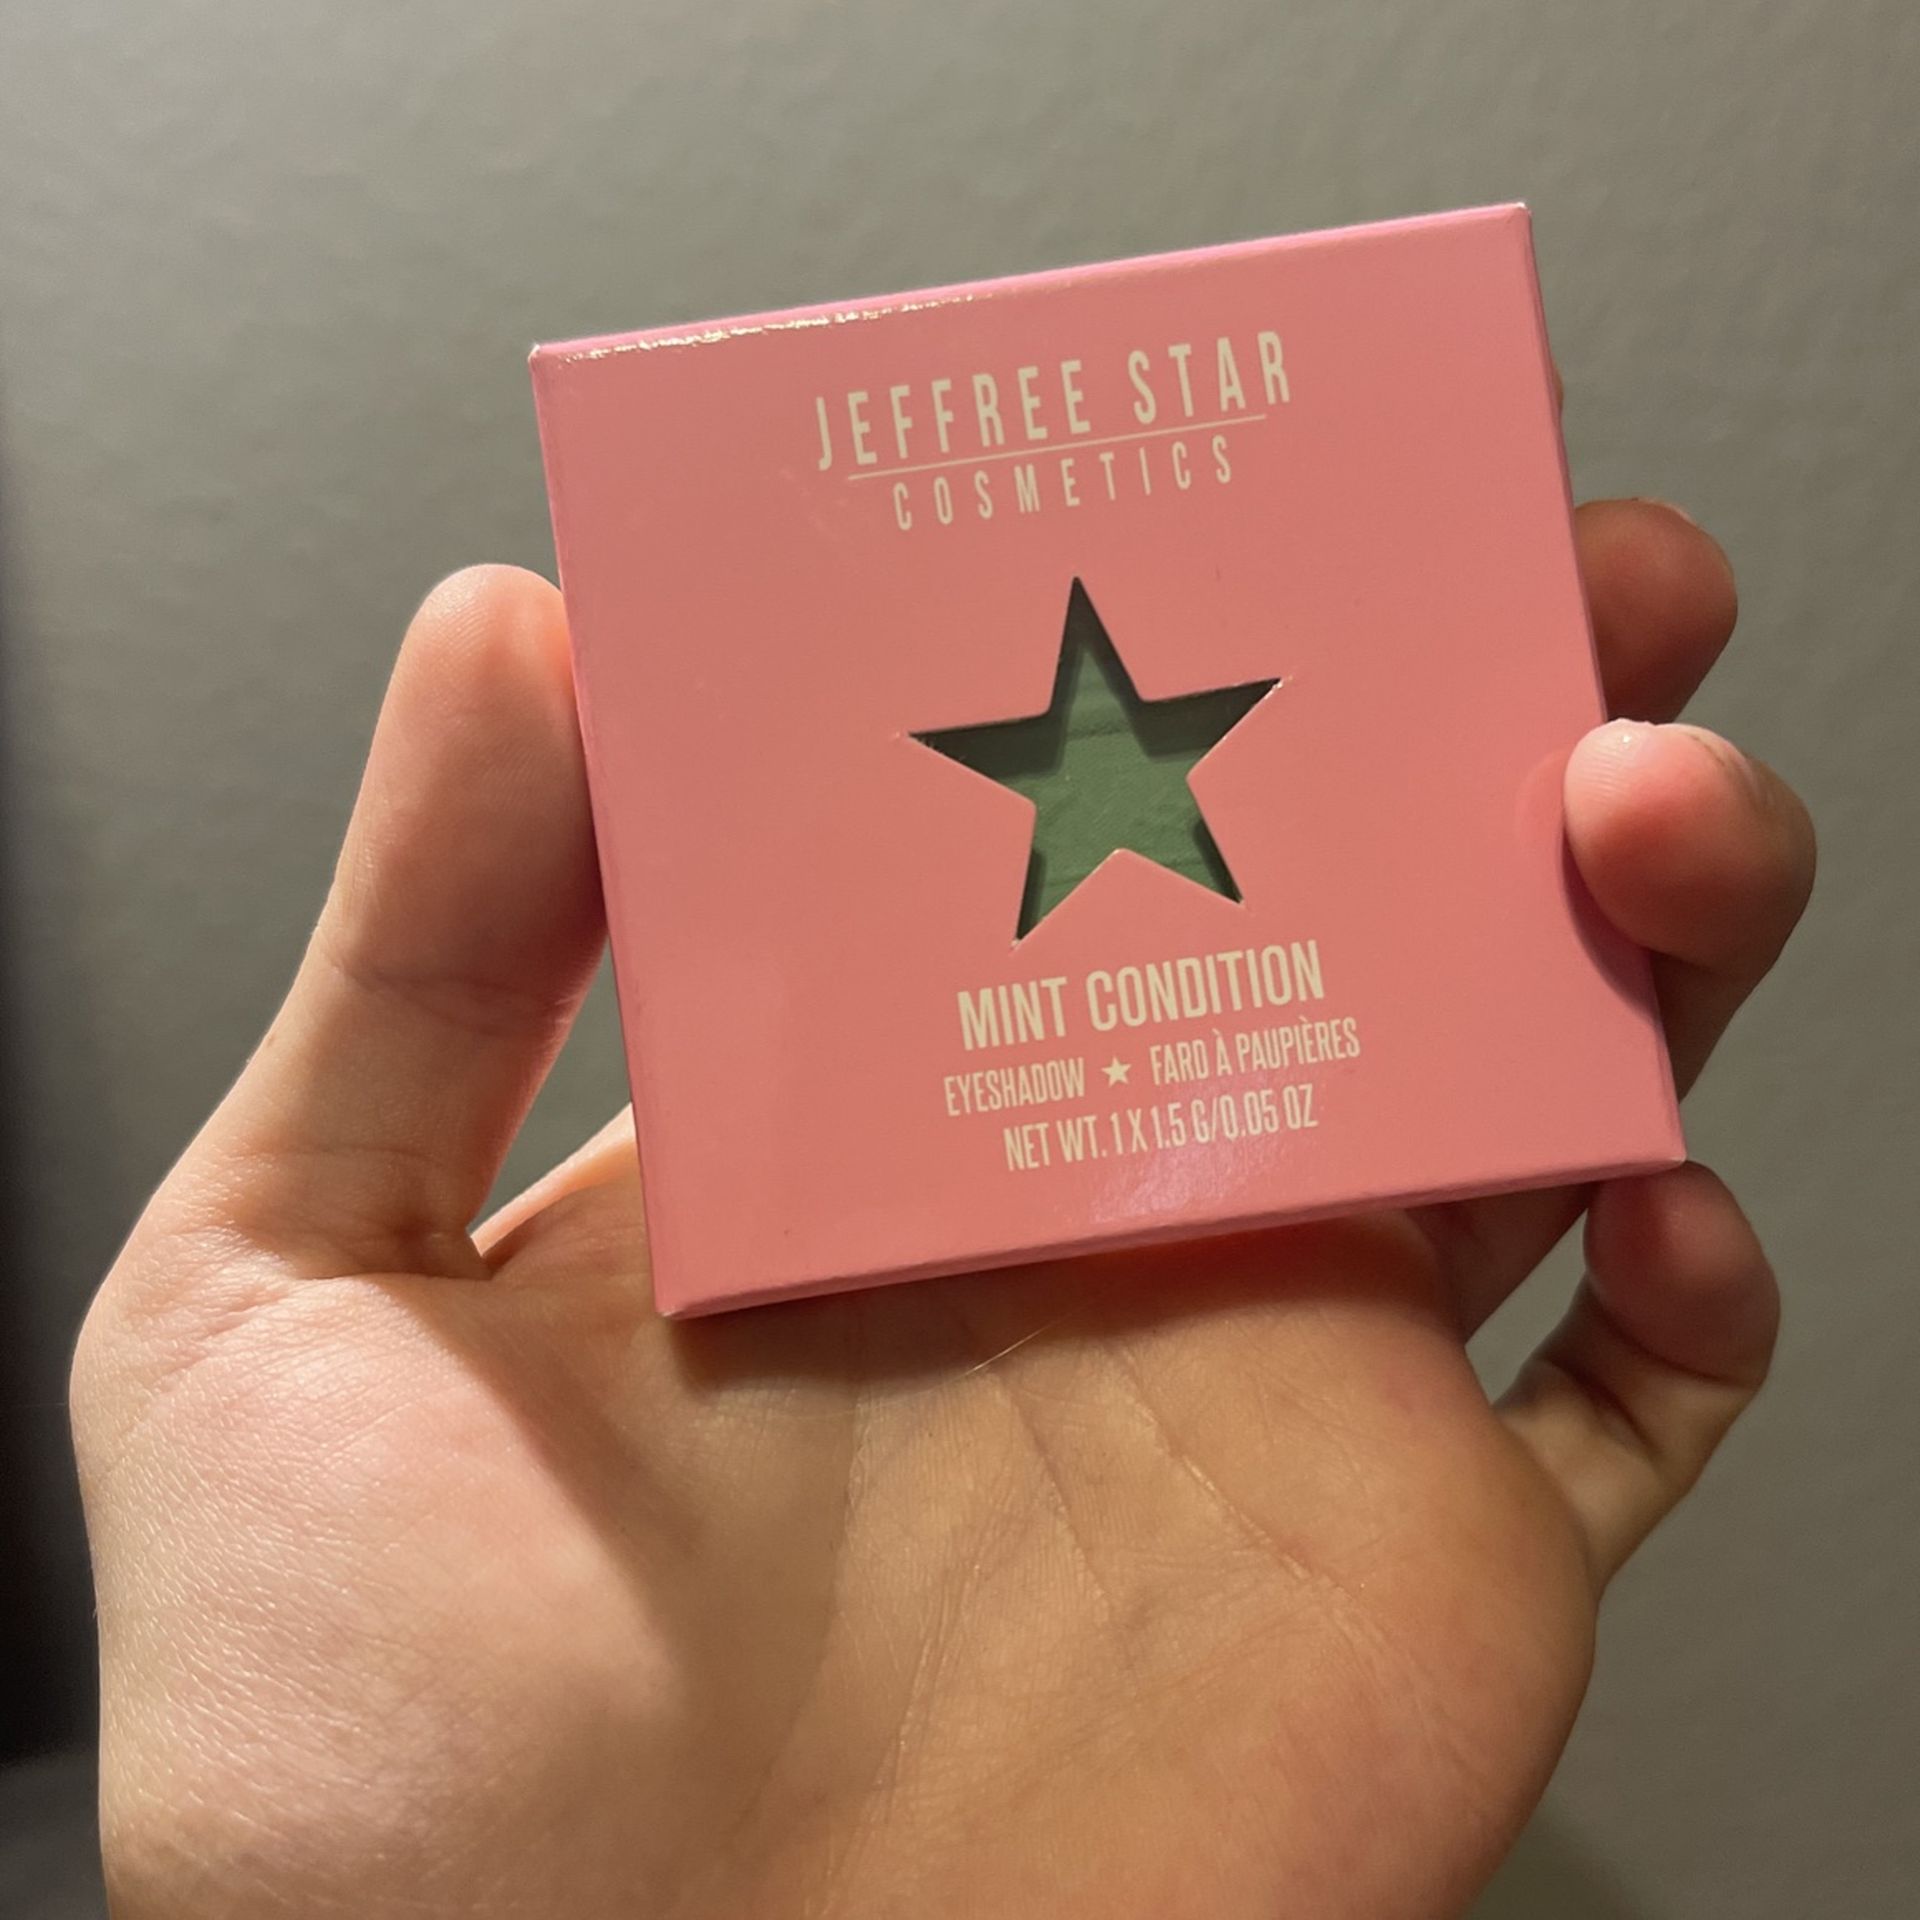 JEFFREE STAR
COSMETICS
MINT CONDITION
EYESHADOW ★ FARD À PAUPIÈRES
NET WT. 1 X 1.5 G/0.05 OZ